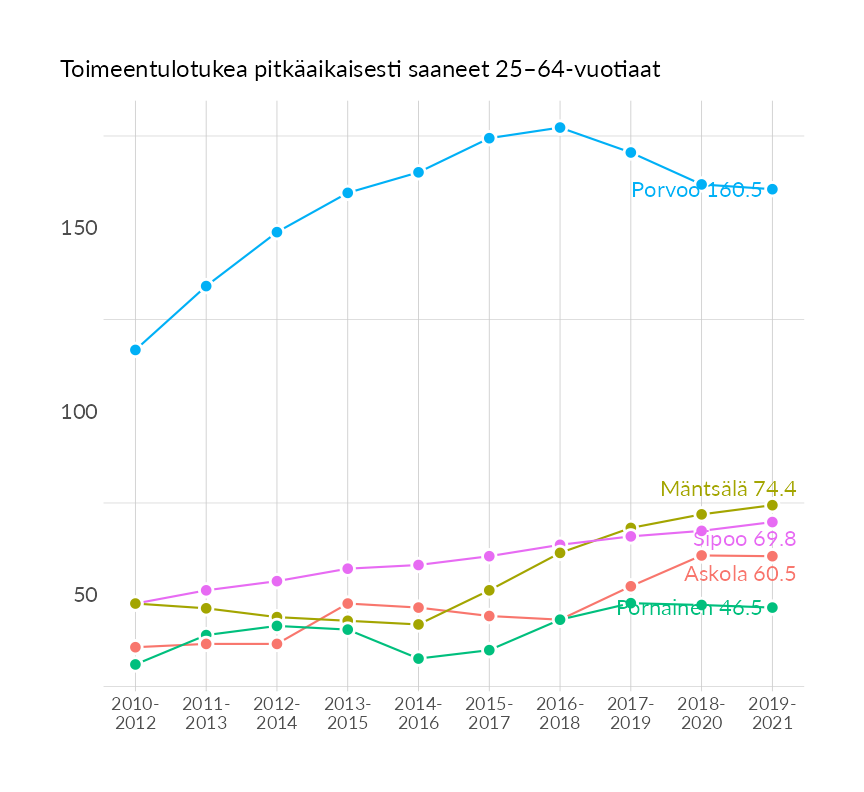 Toimeentulotukea pitkäaikaisesti saaneet 25–64-vuotiaat
Porvoo 160.5
150
100
Mäntsälä 74.4
Sipoo 69.8
Askola 60.5
50
Pornainen 46.5
2010- 2011- 2012- 2013- 2014- 2015- 2016- 2017- 2018- 2019-
2012 2013 2014 2015 2016 2017 2018 2019 2020 2021